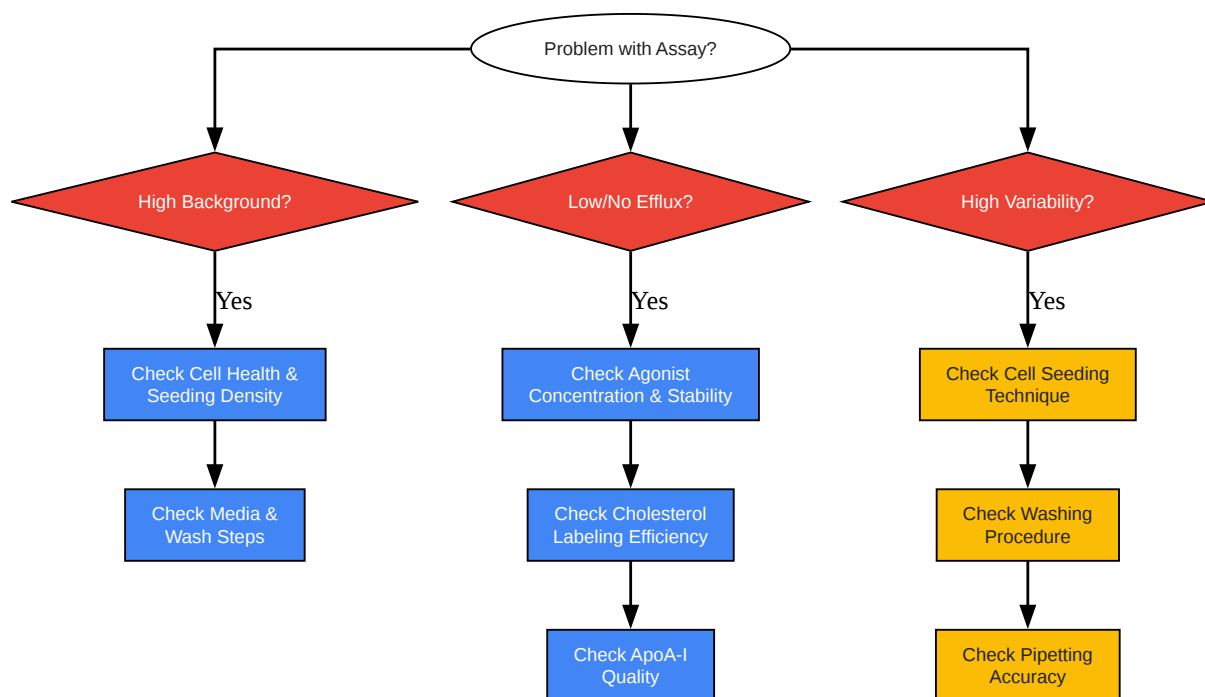 Problem with Assay?
High Background?
Low/No Efflux?
High Variability?
Yes
Yes
Yes
Check Cell Health &
Seeding Density
Check Agonist
Concentration & Stability
Check Cell Seeding
Technique
Check Media &
Wash Steps
Check Cholesterol
Labeling Efficiency
Check Washing
Procedure
Check ApoA-I
Quality
Check Pipetting
Accuracy